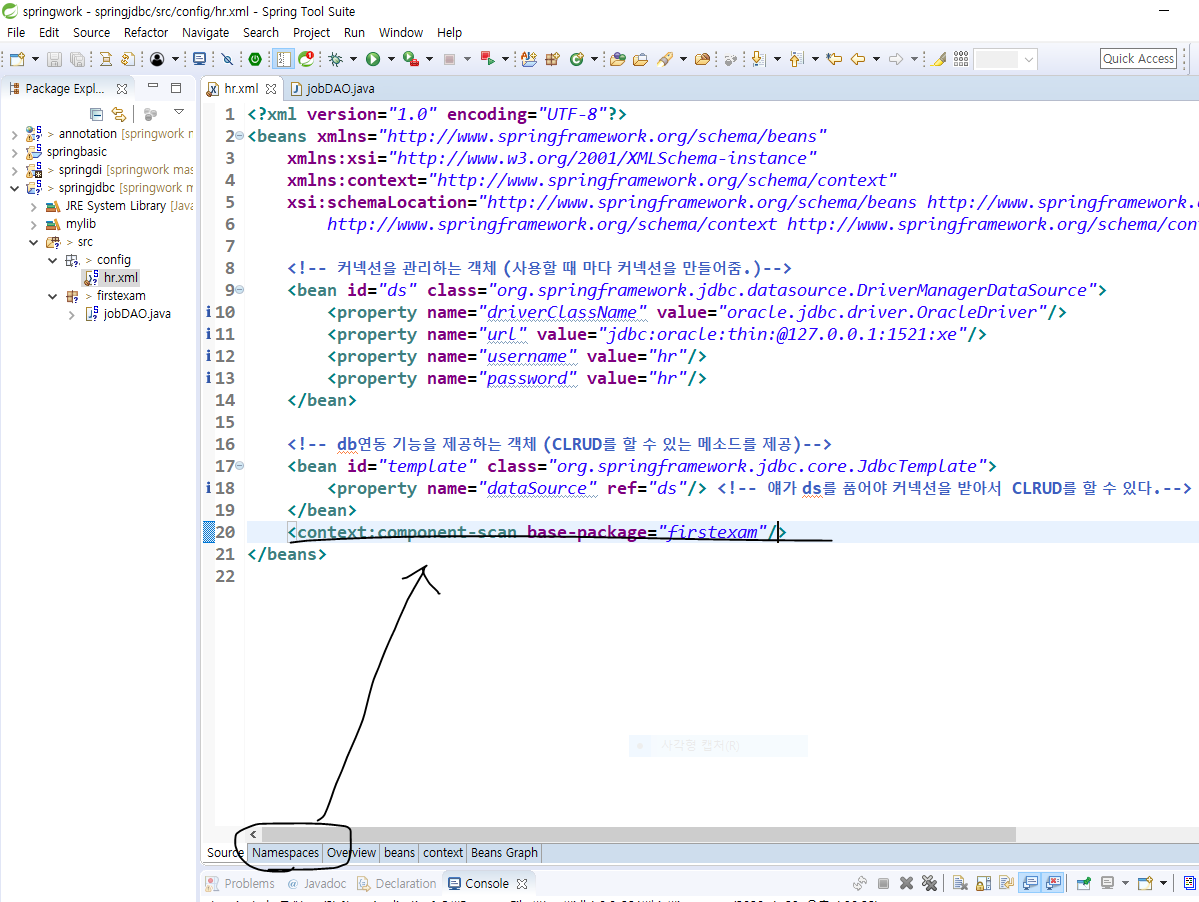 springwork - springjdbc/src/config/hr.xml - Spring Tool Suite
File Edit Source Refactor Navigate Search Project Run Window Help
Quick Access
Package Expl...
hr.xml
jobDAO.java
> annotation [springwork
springbasic
> springdi [springwork mas
> springjdbc [springwork
JRE System Library [Java
mylib
> src
> config
hr.xml
> firstexam
jobDAO.java
1 <?xml version="1.0" encoding="UTF-8"?>
2 <beans xmlns="http://www.springframework.org/schema/beans"
3 xmlns:xsi="http://www.w3.org/2001/XMLSchema-instance"
4 xmlns:context="http://www.springframework.org/schema/context"
5 xsi:schemaLocation="http://www.springframework.org/schema/beans http://www.springframework.
6 http://www.springframework.org/schema/context http://www.springframework.org/schema/con
7
8 <!-- 커넥션을 관리하는 객체 (사용할 때 마다 커넥션을 만들어줌.)-->
9 <bean id="ds" class="org.springframework.jdbc.datasource.DriverManagerDataSource">
10 <property name="driverClassName" value="oracle.jdbc.driver.OracleDriver"/>
11 <property name="url" value="jdbc:oracle:thin:@127.0.0.1:1521:xe"/>
12 <property name="username" value="hr"/>
13 <property name="password" value="hr"/>
14 </bean>
15
16 <!-- db연동 기능을 제공하는 객체 (CLRUD를 할 수 있는 메소드를 제공)-->
17 <bean id="template" class="org.springframework.jdbc.core.JdbcTemplate">
18 <property name="dataSource" ref="ds"/> <!-- 얘가 ds를 품어야 커넥션을 받아서 CLRUD를 할 수 있다.-->
19 </bean>
20 <context:component-scan base-package="firstexam"/>
21 </beans>
22
사각형 캡처(R)
Source Namespaces Overview beans context Beans Graph
Problems @ Javadoc Declaration Console